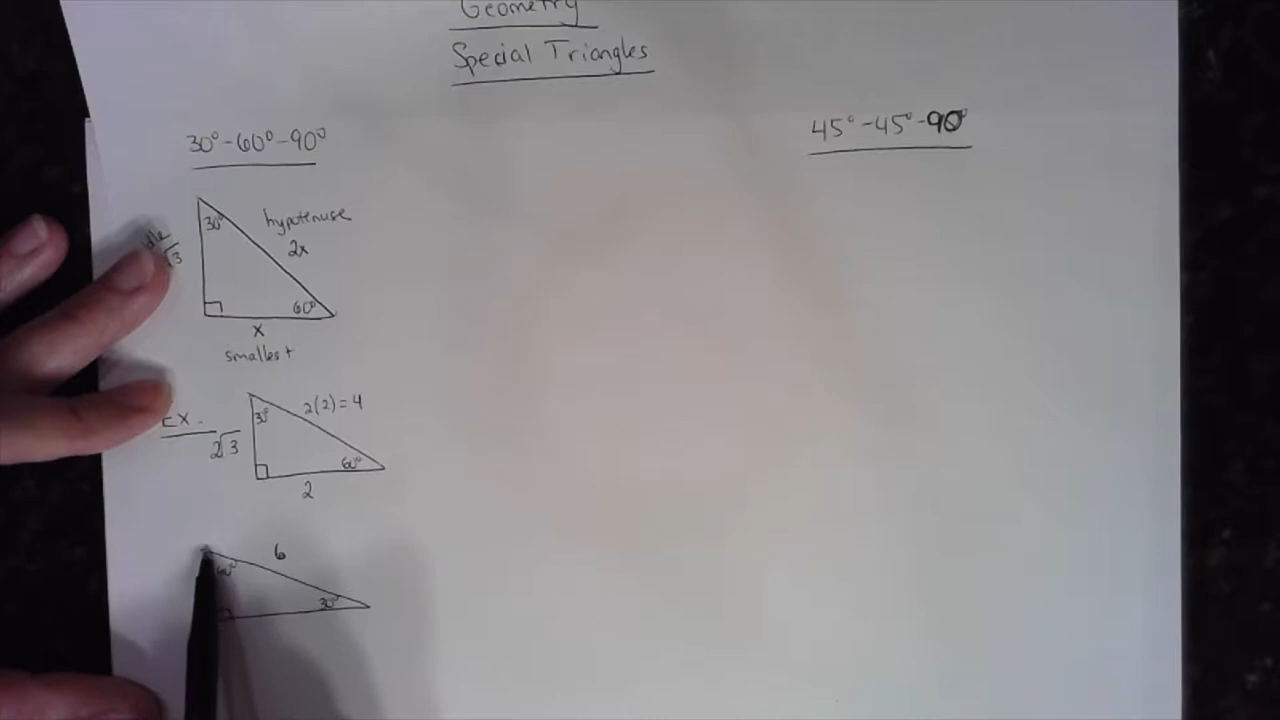 Geometry
Special Triangles
30°-60°-90°
45°-45°-90°
30°
hypotenuse
2x
√3
60°
x
smallest
Ex.
30°
2(2)=4
2√3
60°
2
6
60°
30°